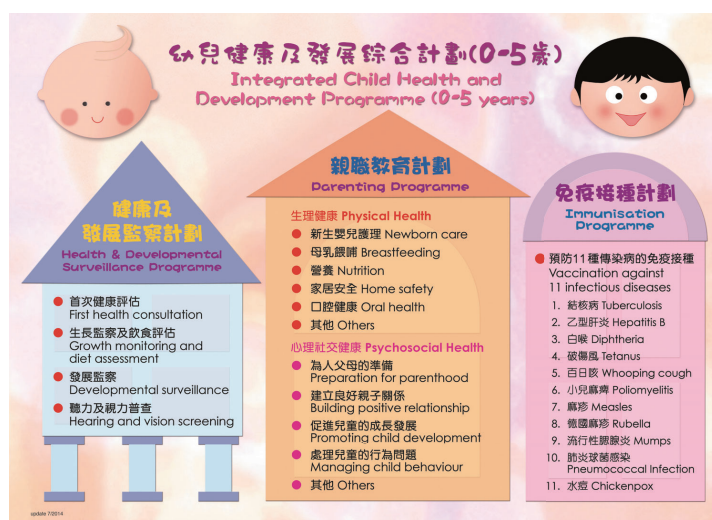 幼兒健康及發展綜合計劃(0-5歲)
Integrated Child Health and
Development Programme (0-5 years)
健康及
發展監察計劃
Health & Developmental
Surveillance Programme
首次健康評估
First health consultation
生長監察及飲食評估
Growth monitoring and
diet assessment
發展監察
Developmental surveillance
聽力及視力普查
Hearing and vision screening
親職教育計劃
Parenting Programme
生理健康 Physical Health
新生嬰兒護理 Newborn care
母乳餵哺 Breastfeeding
營養 Nutrition
家居安全 Home safety
口腔健康 Oral health
其他 Others
心理社交健康 Psychosocial Health
為人父母的準備
Preparation for parenthood
建立良好親子關係
Building positive relationship
促進兒童的成長發展
Promoting child development
處理兒童的行為問題
Managing child behaviour
其他 Others
免疫接種計劃
Immunisation
Programme
預防11種傳染病的免疫接種
Vaccination against
11 infectious diseases
1. 結核病 Tuberculosis
2. 乙型肝炎 Hepatitis B
3. 白喉 Diphtheria
4. 破傷風 Tetanus
5. 百日咳 Whooping cough
6. 小兒麻痺 Poliomyelitis
7. 麻疹 Measles
8. 德國麻疹 Rubella
9. 流行性腮腺炎 Mumps
10. 肺炎球菌感染
Pneumococcal Infection
11. 水痘 Chickenpox
update 7/2014